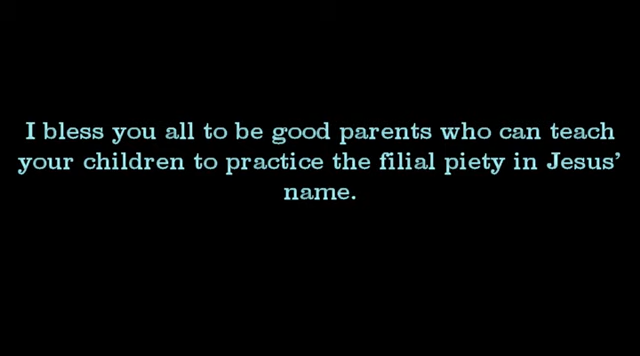 I bless you all to be good parents who can teach
your children to practice the filial piety in Jesus’
name.